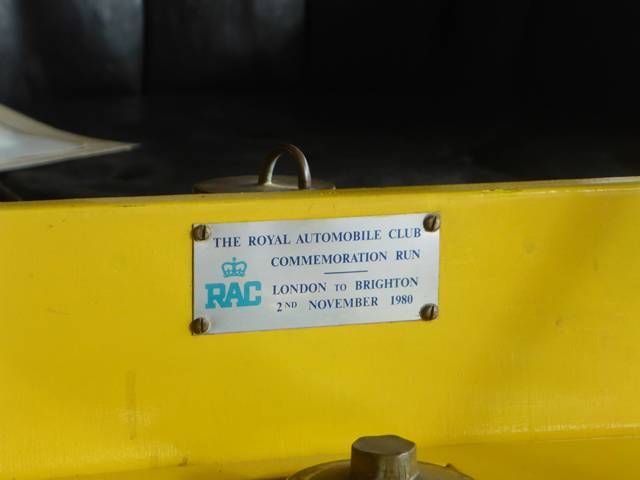 THE ROYAL AUTOMOBILE CLUB
COMMEMORATION RUN
RAC
LONDON TO BRIGHTON
2ND NOVEMBER 1980